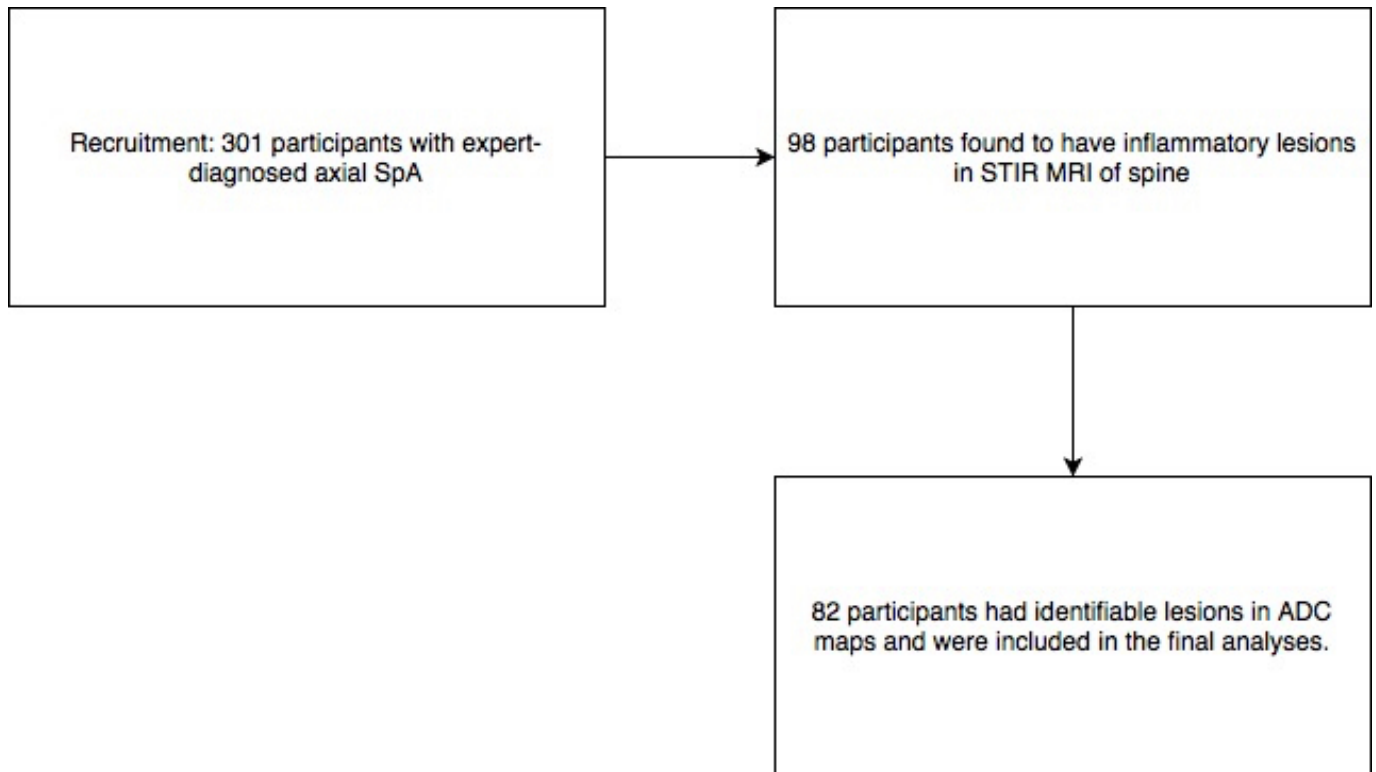 Recruitment: 301 participants with expert-
diagnosed axial SpA
98 participants found to have inflammatory lesions
in STIR MRI of spine
82 participants had identifiable lesions in ADC
maps and were included in the final analyses.